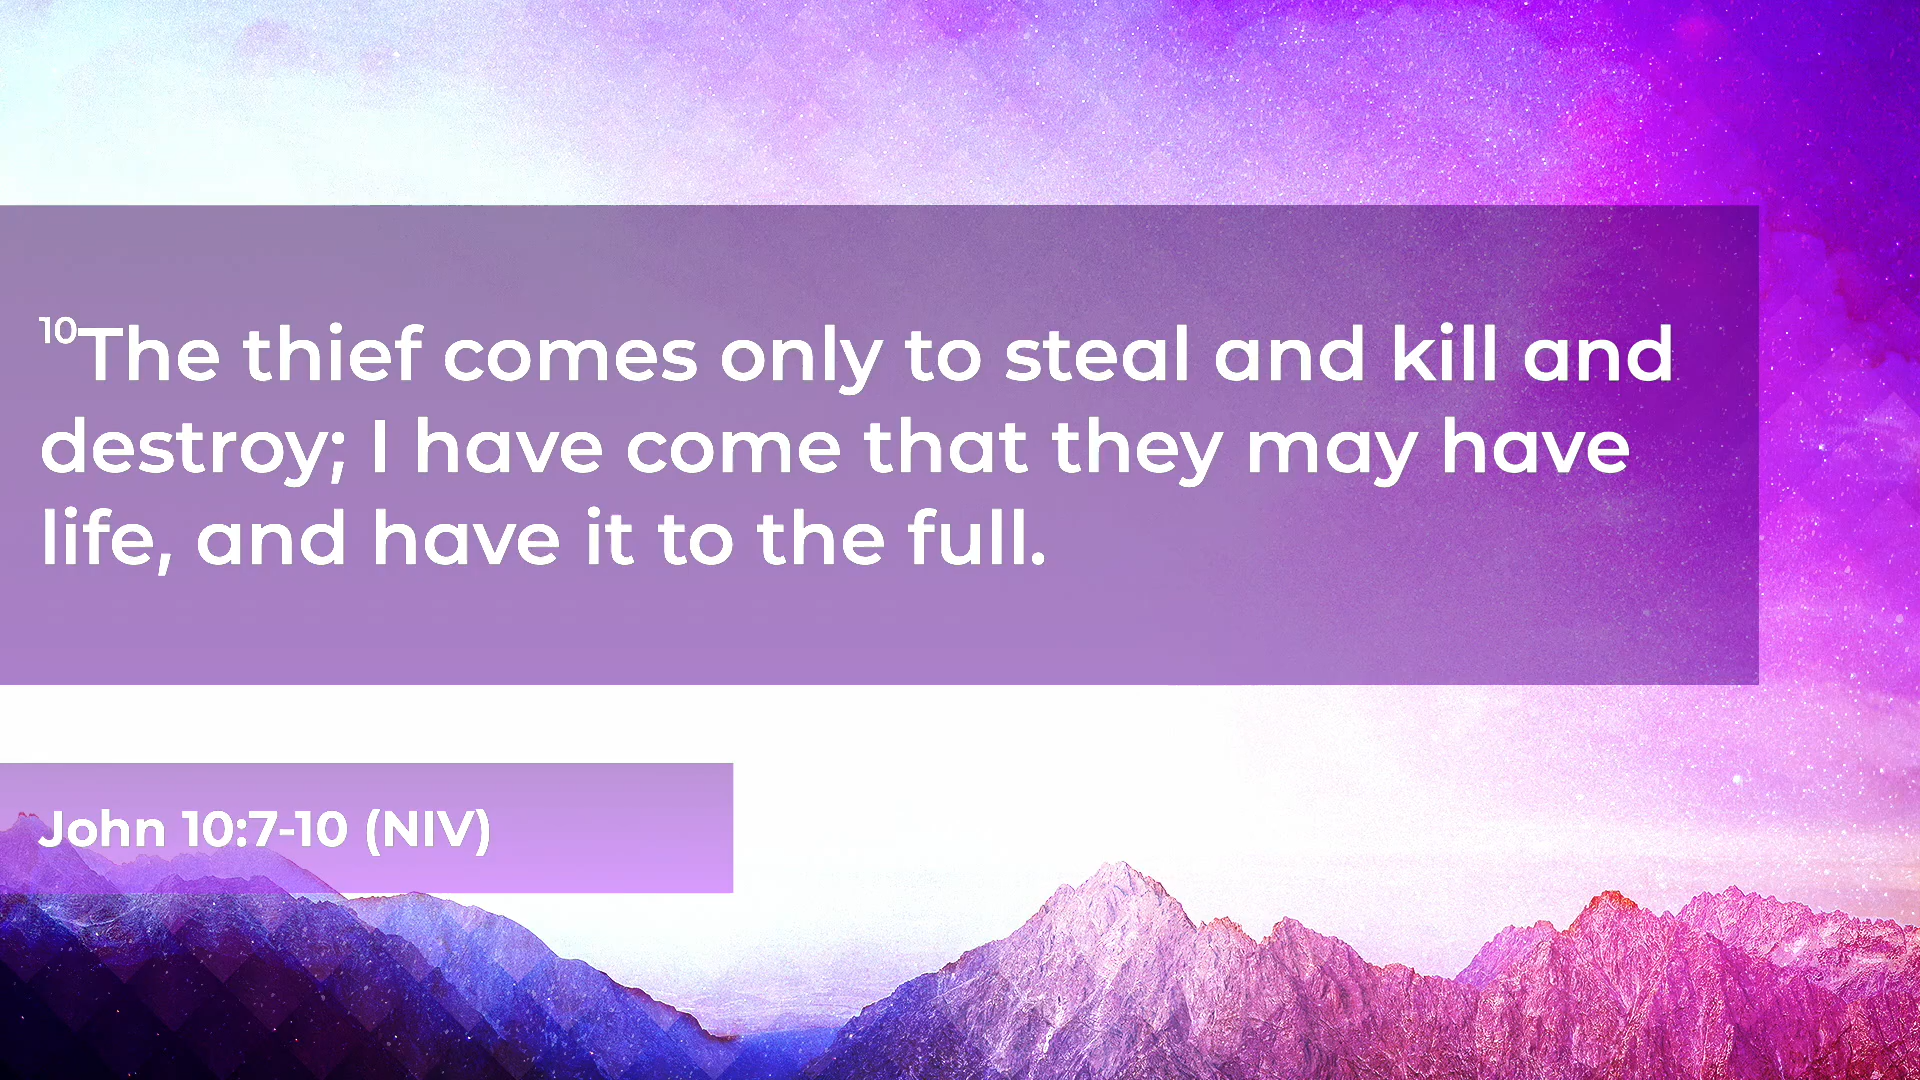 10The thief comes only to steal and kill and
destroy; I have come that they may have
life, and have it to the full.
John 10:7-10 (NIV)